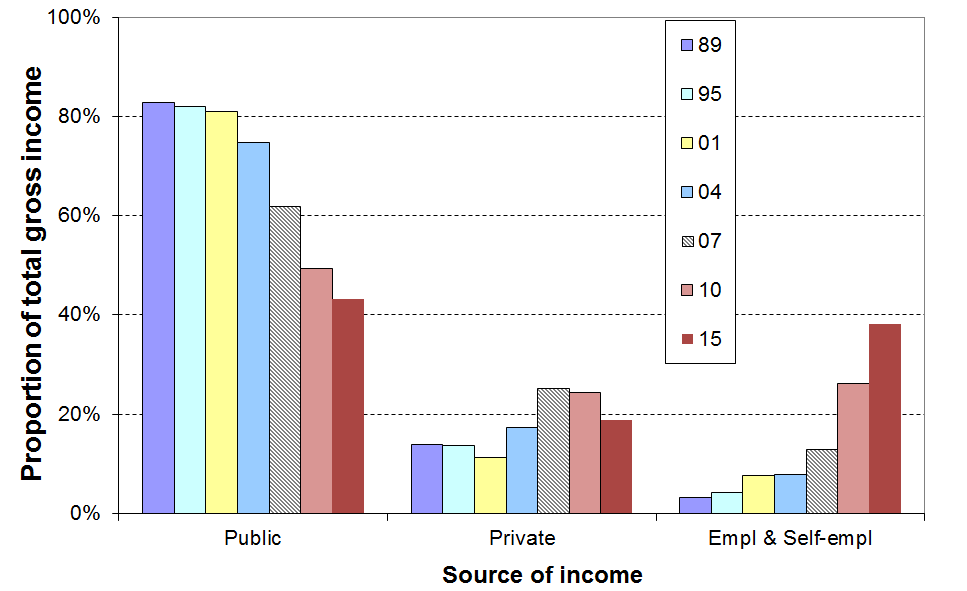 Proportion of total gross income
100%
80%
60%
40%
20%
0%
89
95
01
04
07
10
15
Public
Private
Empl & Self-empl
Source of income